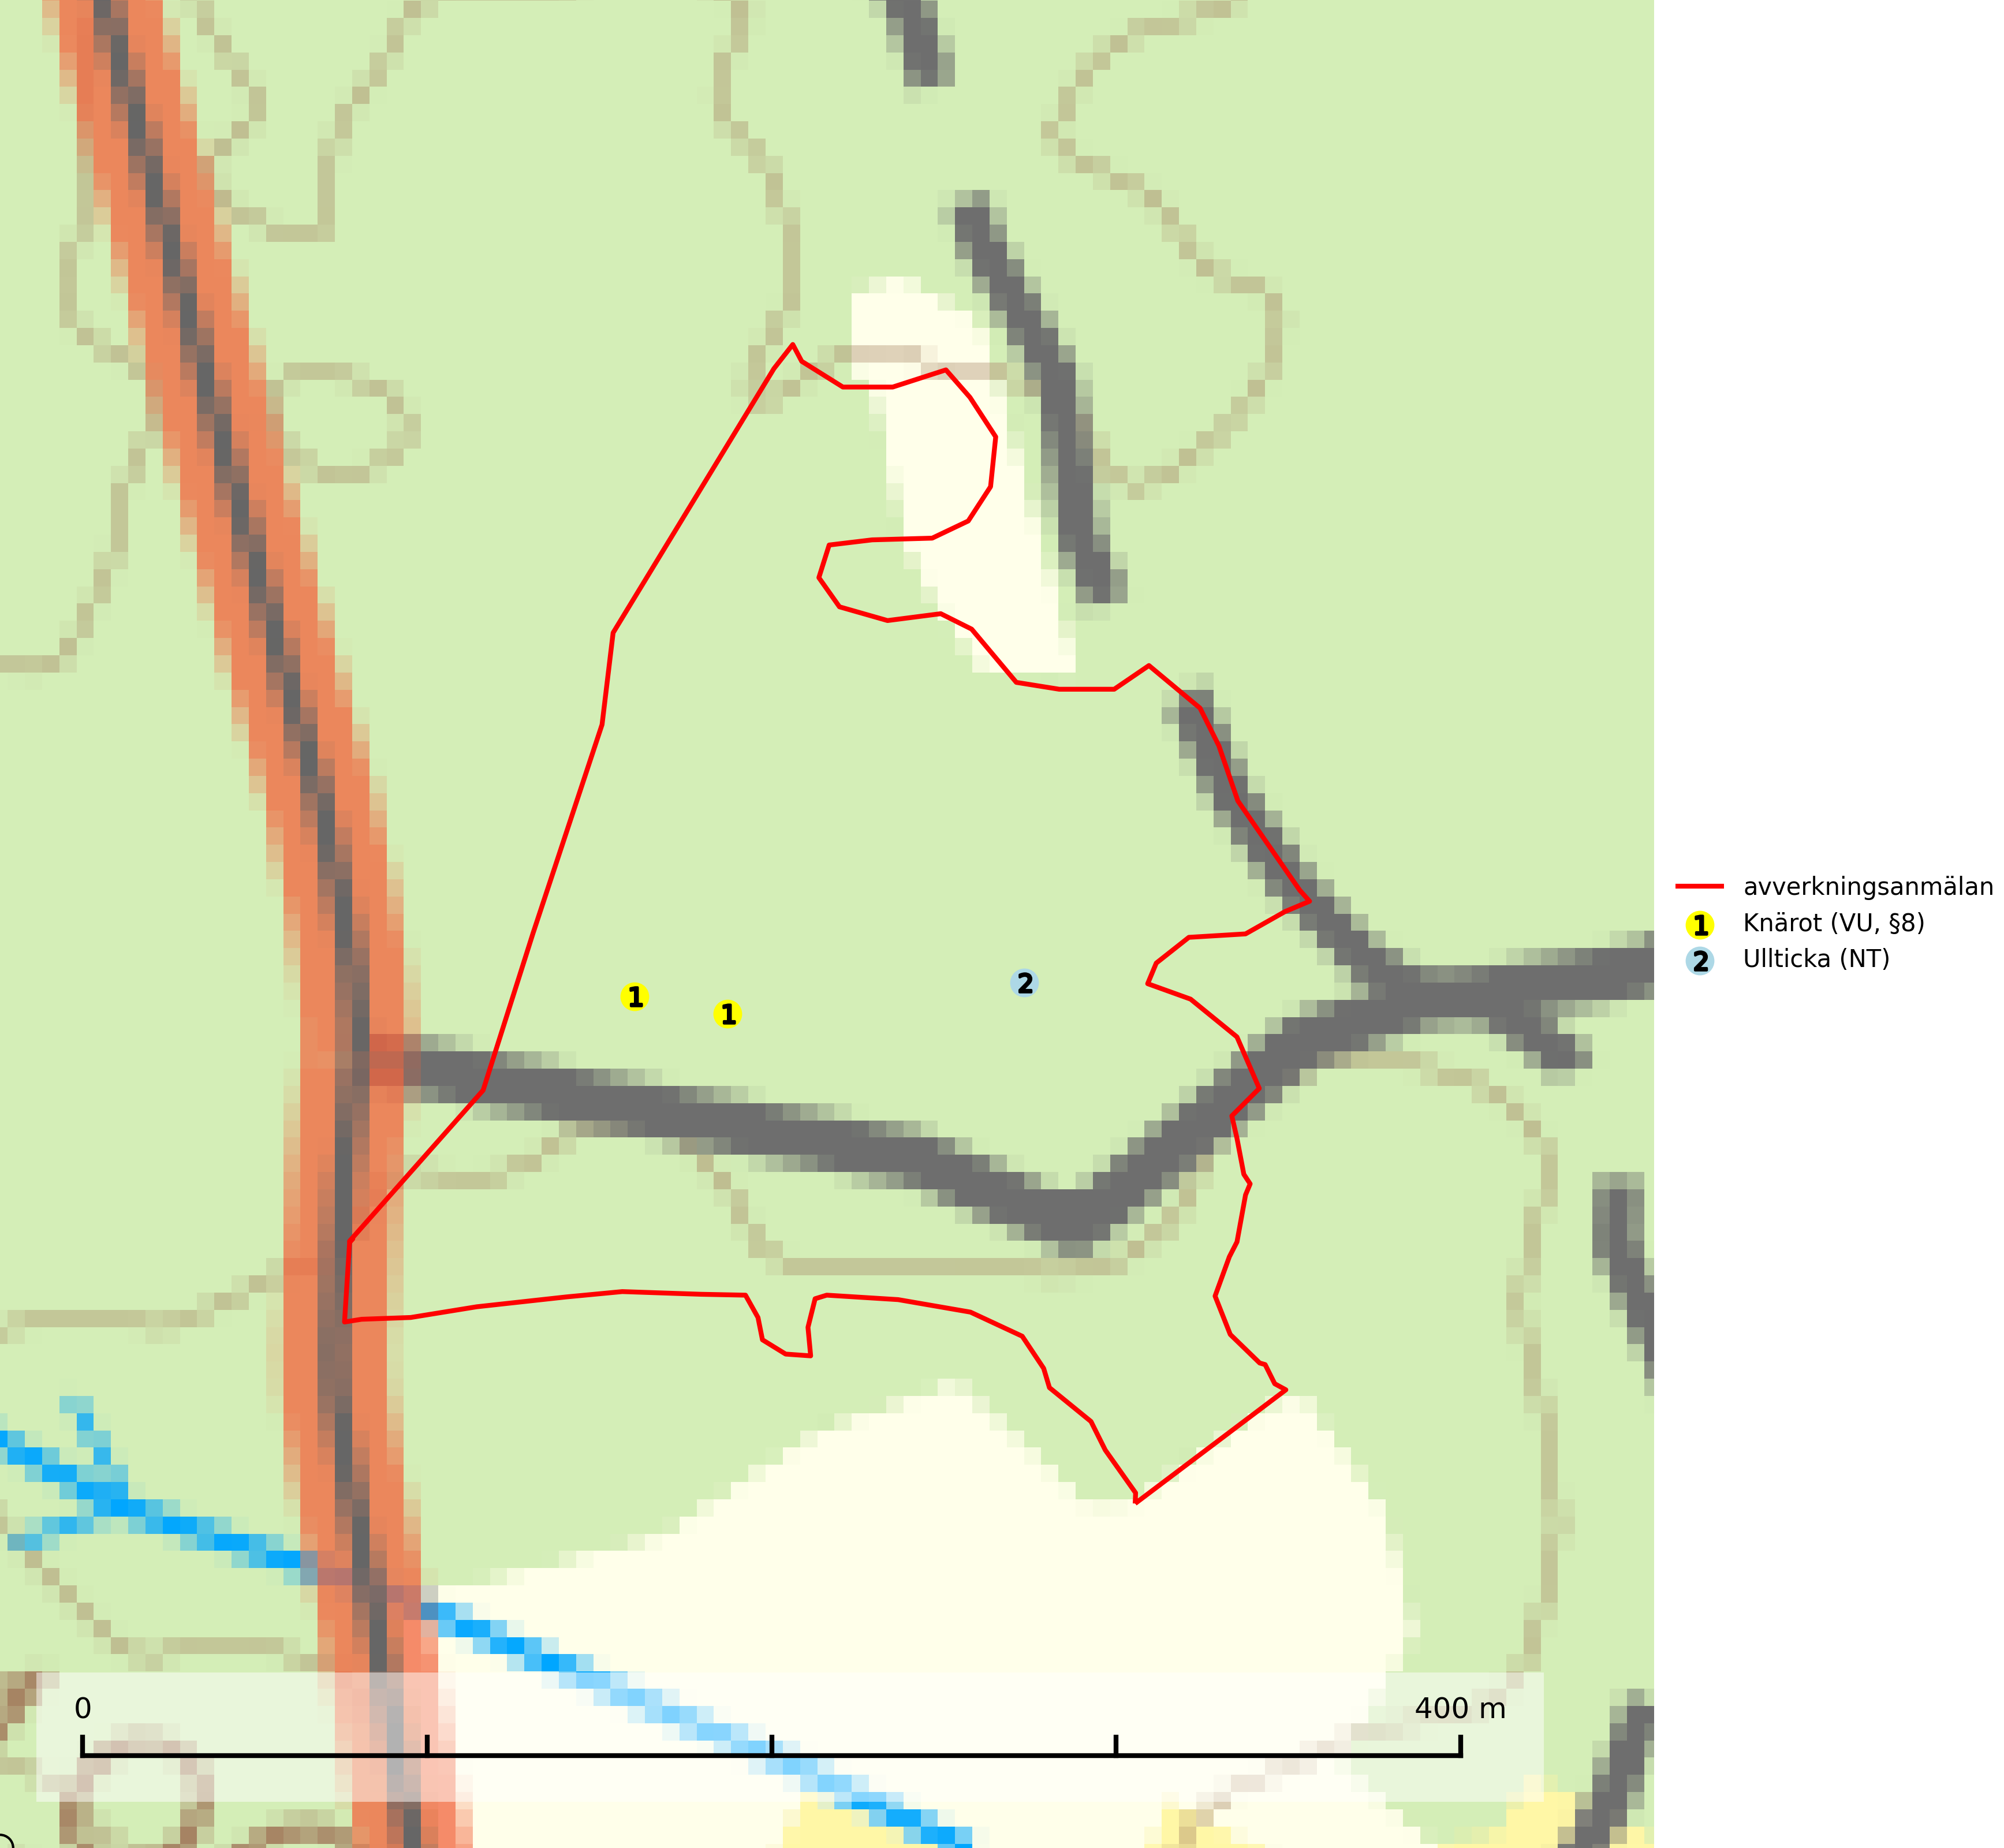 avverkningsanmälan
1 Knärot (VU, §8)
2 Ullticka (NT)
2
1
1
0 400 m